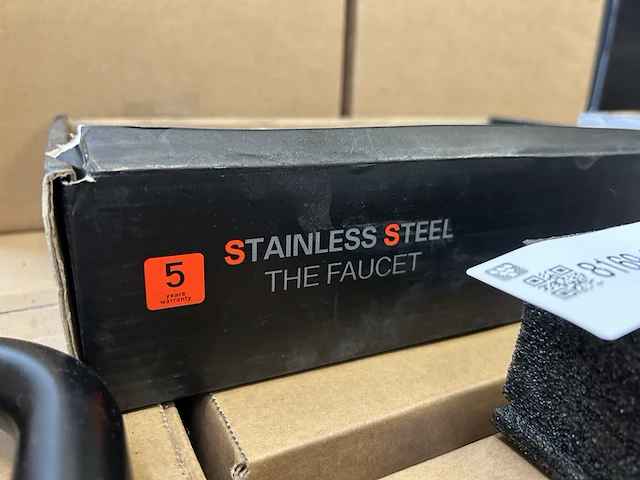 STAINLESS STEEL
THE FAUCET
5
years
warranty